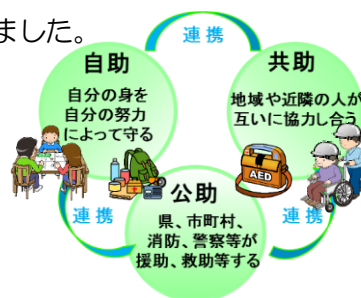 ました。
連携
自助
自分の身を
自分の努力
によって守る
共助
地域や近隣の人が
互いに協力し合う
AED
連携
公助
県、市町村、
消防、警察等が
援助、救助等する
連携